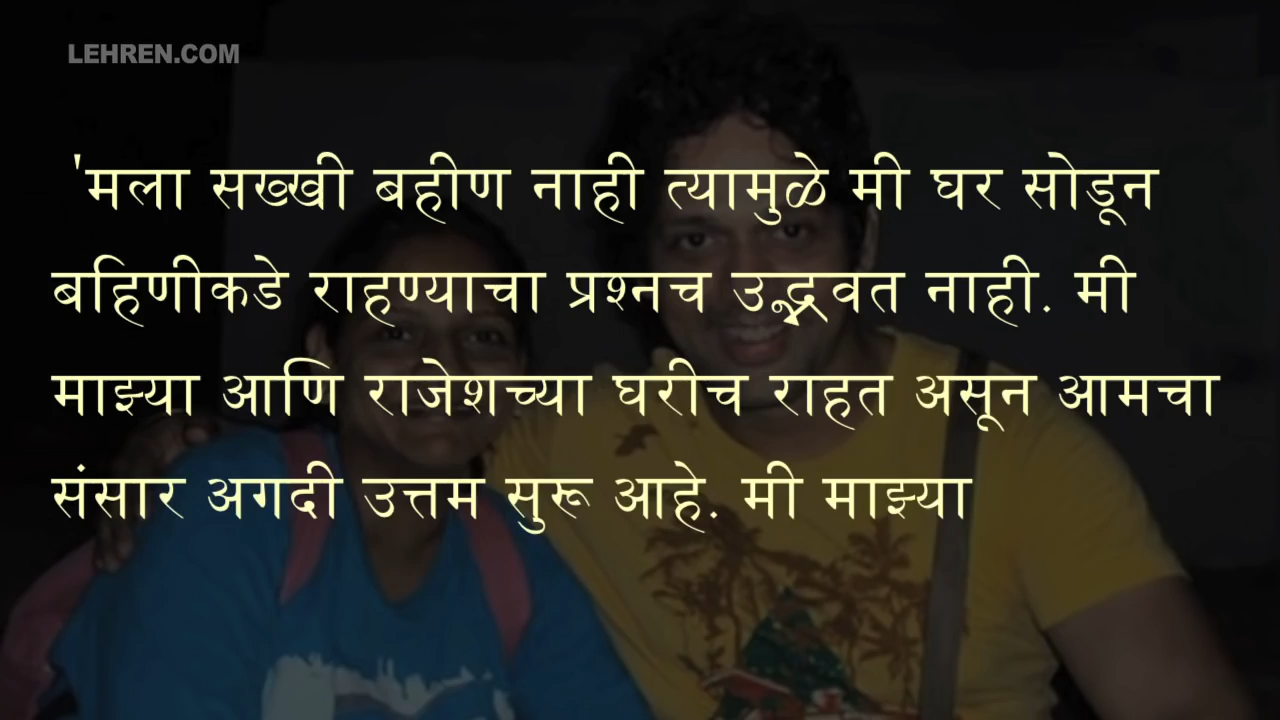 LEHREN.COM
'मला सख्खी बहीण नाही त्यामुळे मी घर सोडून
बहिणीकडे राहण्याचा प्रश्नच उद्भवत नाही. मी
माझ्या आणि राजेशच्या घरीच राहत असून आमचा
संसार अगदी उत्तम सुरू आहे. मी माझ्या